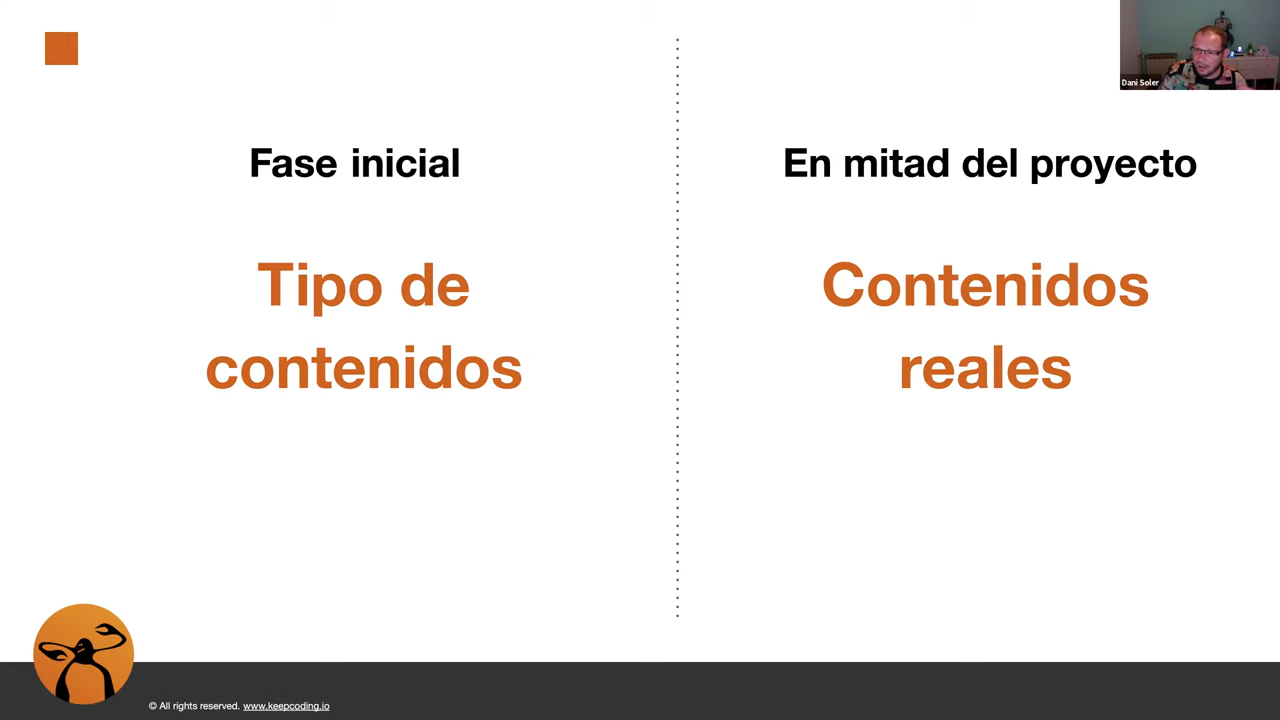 Dani Soler
Fase inicial
Tipo de
contenidos
En mitad del proyecto
Contenidos
reales
© All rights reserved. www.keepcoding.io